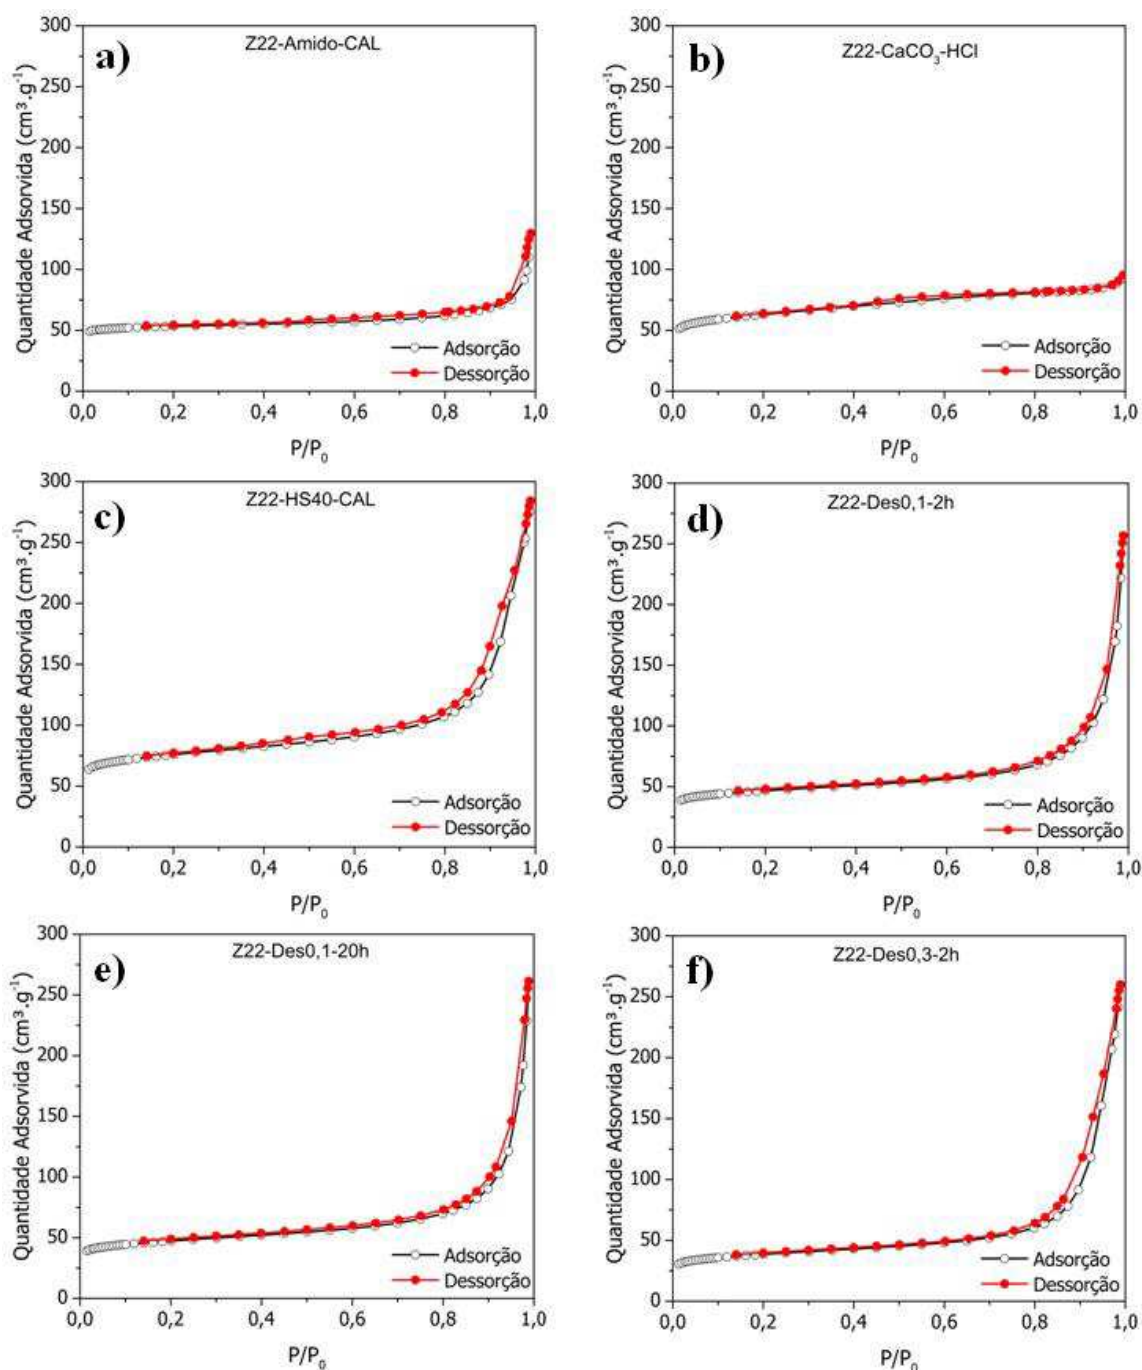 a)
Z22-Amido-CAL
Quantidade Adsorvida (cm³.g⁻¹)
300
250
200
150
100
50
0
Adsorção
Dessorção
0,0 0,2 0,4 0,6 0,8 1,0
P/P₀
b)
Z22-CaCO₃-HCl
Quantidade Adsorvida (cm³.g⁻¹)
300
250
200
150
100
50
0
Adsorção
Dessorção
0,0 0,2 0,4 0,6 0,8 1,0
P/P₀
c)
Z22-HS40-CAL
Quantidade Adsorvida (cm³.g⁻¹)
300
250
200
150
100
50
0
Adsorção
Dessorção
0,0 0,2 0,4 0,6 0,8 1,0
P/P₀
d)
Z22-Des0,1-2h
Quantidade Adsorvida (cm³.g⁻¹)
300
250
200
150
100
50
0
Adsorção
Dessorção
0,0 0,2 0,4 0,6 0,8 1,0
P/P₀
e)
Z22-Des0,1-20h
Quantidade Adsorvida (cm³.g⁻¹)
300
250
200
150
100
50
0
Adsorção
Dessorção
0,0 0,2 0,4 0,6 0,8 1,0
P/P₀
f)
Z22-Des0,3-2h
Quantidade Adsorvida (cm³.g⁻¹)
300
250
200
150
100
50
0
Adsorção
Dessorção
0,0 0,2 0,4 0,6 0,8 1,0
P/P₀